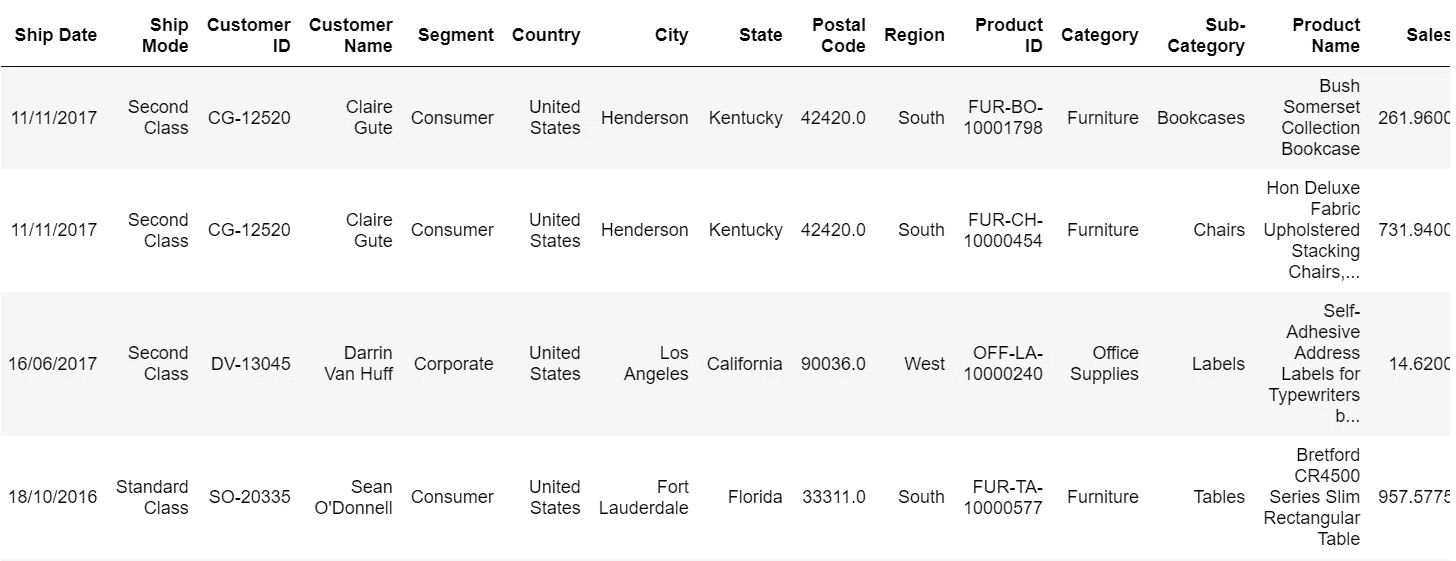 Ship Date Ship Mode Customer ID Customer Name Segment Country City State Postal Code Region Product ID Category Sub-Category Product Name Sales
11/11/2017 Second Class CG-12520 Claire Gute Consumer United States Henderson Kentucky 42420.0 South FUR-BO-10001798 Furniture Bookcases Bush Somerset Collection Bookcase 261.9600
11/11/2017 Second Class CG-12520 Claire Gute Consumer United States Henderson Kentucky 42420.0 South FUR-CH-10000454 Furniture Chairs Hon Deluxe Fabric Upholstered Stacking Chairs,... 731.9400
16/06/2017 Second Class DV-13045 Darrin Van Huff Corporate United States Los Angeles California 90036.0 West OFF-LA-10000240 Office Supplies Labels Self-Adhesive Address Labels for Typewriters b... 14.6200
18/10/2016 Standard Class SO-20335 Sean O'Donnell Consumer United States Fort Lauderdale Florida 33311.0 South FUR-TA-10000577 Furniture Tables Bretford CR4500 Series Slim Rectangular Table 957.5775